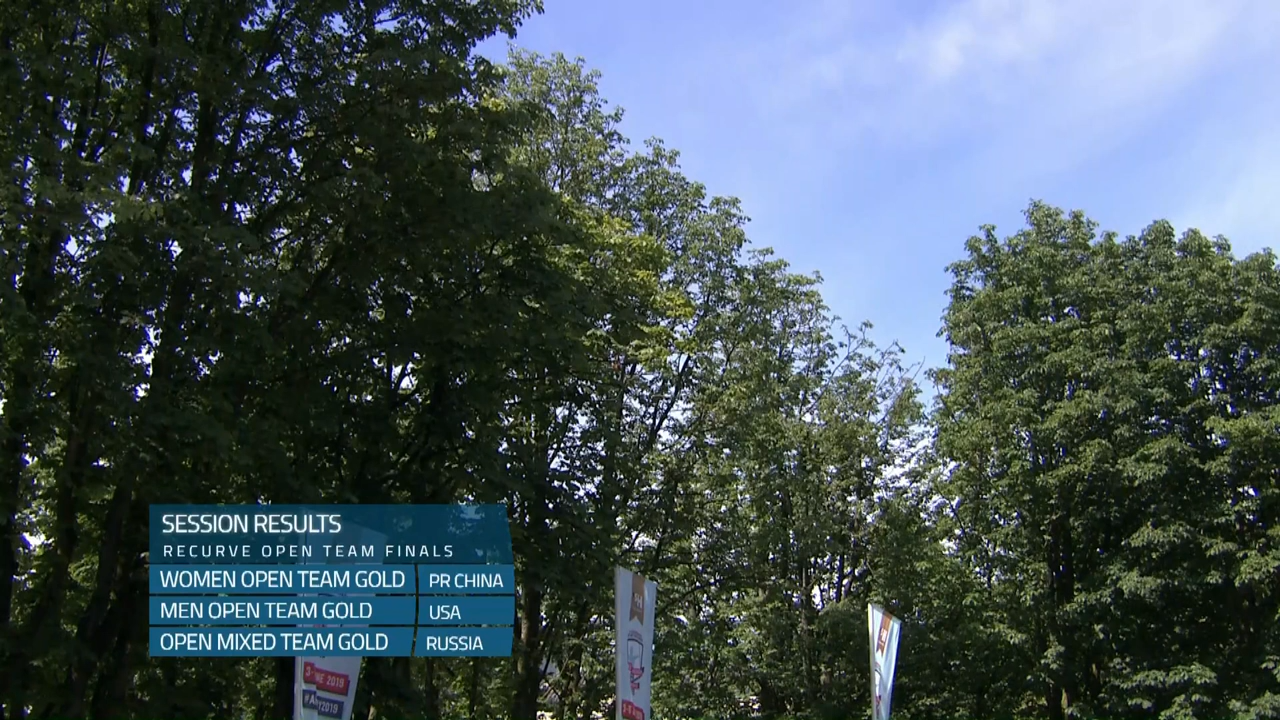 SESSION RESULTS
RECURVE OPEN TEAM FINALS
WOMEN OPEN TEAM GOLD PR CHINA
MEN OPEN TEAM GOLD USA
OPEN MIXED TEAM GOLD RUSSIA
2019